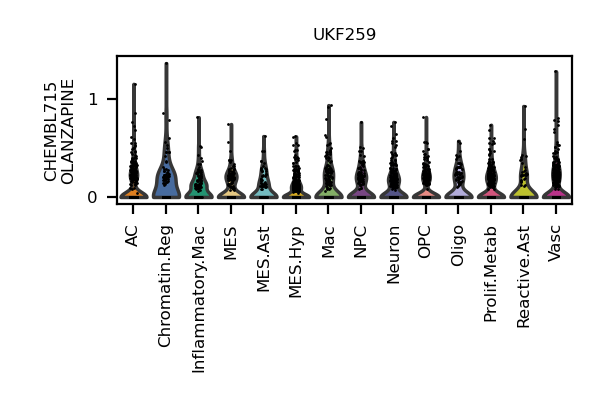 UKF259
CHEMBL715
OLANZAPINE
1
0
AC
Chromatin.Reg
Inflammatory.Mac
MES
MES.Ast
MES.Hyp
Mac
NPC
Neuron
OPC
Oligo
Prolif.Metab
Reactive.Ast
Vasc